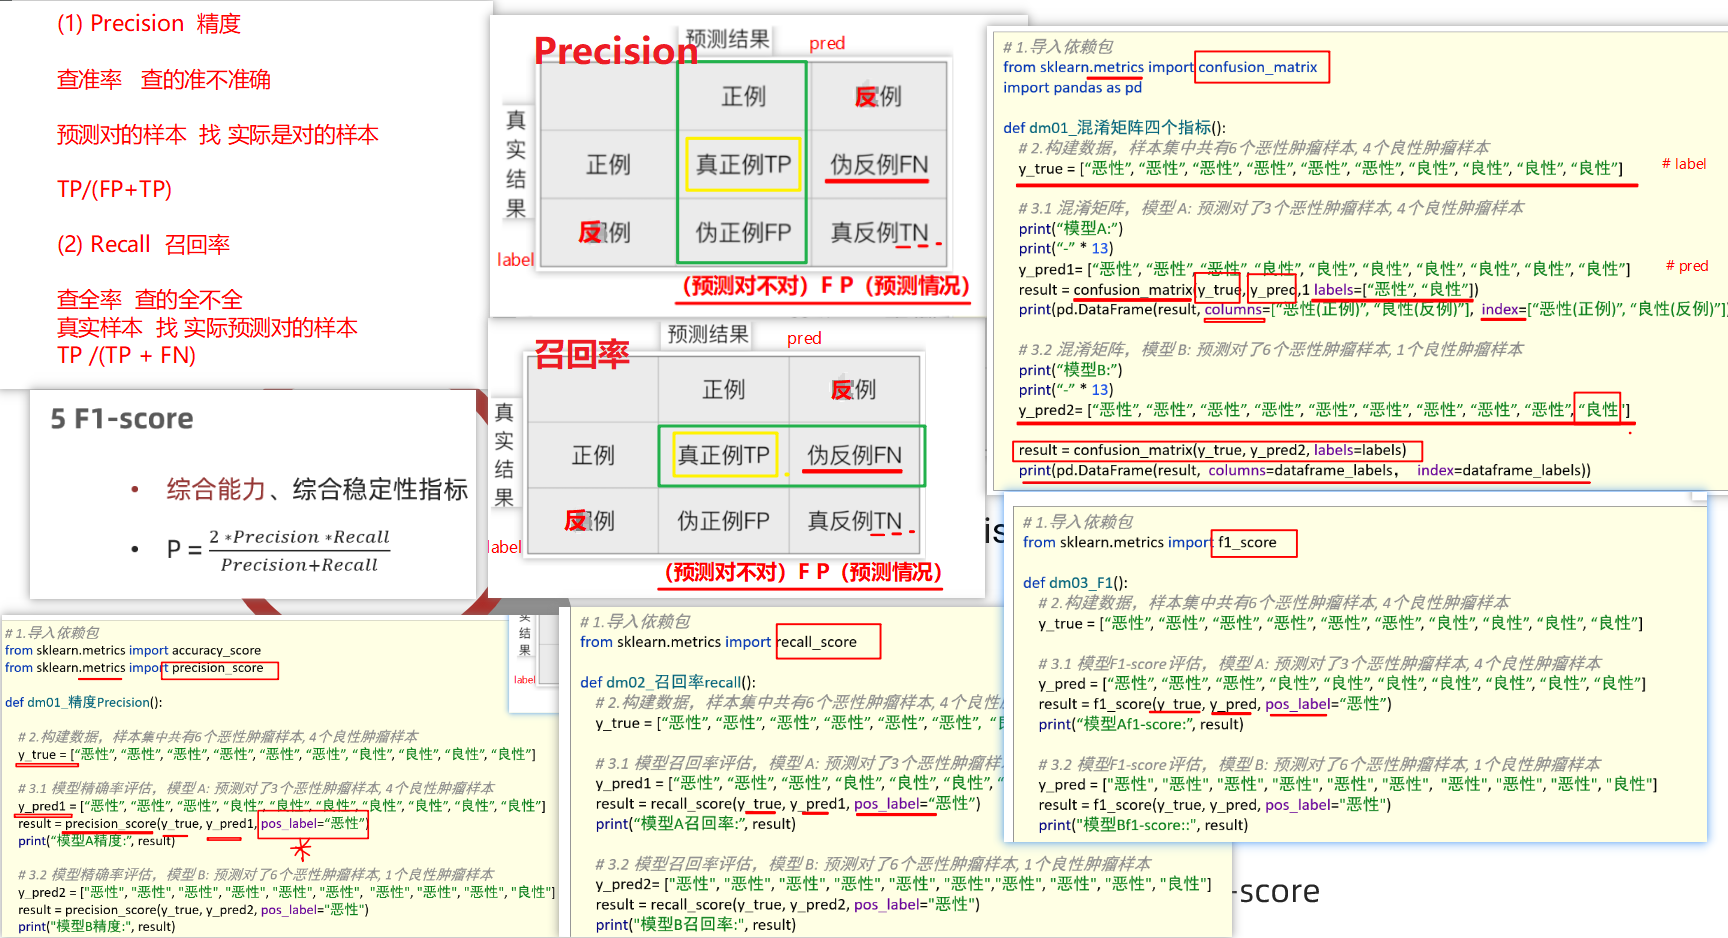 (1) Precision 精度
查准率 查的准不准确
预测对的样本 找 实际是对的样本
TP/(FP+TP)
(2) Recall 召回率
查全率 查的全不全
真实样本 找 实际预测对的样本
TP /(TP + FN)
Precision
预测结果
pred
真实结果
label
正例
反例
正例
真正例TP
伪反例FN
反例
伪正例FP
真反例TN
(预测对不对) F P (预测情况)
召回率
预测结果
pred
真实结果
label
正例
反例
正例
真正例TP
伪反例FN
反例
伪正例FP
真反例TN
(预测对不对) F P (预测情况)
5 F1-score
• 综合能力、综合稳定性指标
• P = 2 *Precision *Recall
Precision+Recall
# 1.导入依赖包
from sklearn.metrics import confusion_matrix
import pandas as pd
def dm01_混淆矩阵四个指标():
# 2.构建数据，样本集中共有6个恶性肿瘤样本, 4个良性肿瘤样本
y_true = [“恶性”, “恶性”, “恶性”, “恶性”, “恶性”, “恶性”, “良性”, “良性”, “良性”, “良性”]
# label
# 3.1 混淆矩阵，模型 A: 预测对了3个恶性肿瘤样本, 4个良性肿瘤样本
print(“模型A:”)
print(“-” * 13)
y_pred1= [“恶性”, “恶性”, “恶性”, “良性”, “良性”, “良性”, “良性”, “良性”, “良性”, “良性”]
# pred
result = confusion_matrix(y_true, y_pred,1 labels=[“恶性”, “良性”])
print(pd.DataFrame(result, columns=[“恶性(正例)”, “良性(反例)”], index=[“恶性(正例)”, “良性(反例)”])
# 3.2 混淆矩阵，模型 B: 预测对了6个恶性肿瘤样本, 1个良性肿瘤样本
print(“模型B:”)
print(“-” * 13)
y_pred2= [“恶性”, “恶性”, “恶性”, “恶性”, “恶性”, “恶性”, “恶性”, “恶性”, “恶性”, “良性”]
result = confusion_matrix(y_true, y_pred2, labels=labels)
print(pd.DataFrame(result, columns=dataframe_labels， index=dataframe_labels))
is
# 1.导入依赖包
from sklearn.metrics import f1_score
def dm03_F1():
# 2.构建数据，样本集中共有6个恶性肿瘤样本, 4个良性肿瘤样本
y_true = [“恶性”, “恶性”, “恶性”, “恶性”, “恶性”, “恶性”, “良性”, “良性”, “良性”, “良性”]
# 3.1 模型F1-score评估，模型 A: 预测对了3个恶性肿瘤样本, 4个良性肿瘤样本
y_pred = [“恶性”, “恶性”, “恶性”, “良性”, “良性”, “良性”, “良性”, “良性”, “良性”, “良性”]
result = f1_score(y_true, y_pred, pos_label=“恶性”)
print(“模型Af1-score:”, result)
# 3.2 模型F1-score评估，模型 B: 预测对了6个恶性肿瘤样本, 1个良性肿瘤样本
y_pred = ["恶性", "恶性", "恶性", "恶性", "恶性", "恶性", "恶性", "恶性", "恶性", "良性"]
result = f1_score(y_true, y_pred, pos_label="恶性")
print("模型Bf1-score::", result)
-score
# 1.导入依赖包
from sklearn.metrics import accuracy_score
from sklearn.metrics import precision_score
def dm01_精度Precision():
# 2.构建数据，样本集中共有6个恶性肿瘤样本, 4个良性肿瘤样本
y_true = [“恶性”, “恶性”, “恶性”, “恶性”, “恶性”, “恶性”, “良性”, “良性”, “良性”, “良性”]
# 3.1 模型精确率评估，模型 A: 预测对了3个恶性肿瘤样本, 4个良性肿瘤样本
y_pred1 = [“恶性”, “恶性”, “恶性”, “良性”, “良性”, “良性”, “良性”, “良性”, “良性”, “良性”]
result = precision_score(y_true, y_pred1, pos_label=“恶性”)
print(“模型A精度:”, result)
# 3.2 模型精确率评估，模型 B: 预测对了6个恶性肿瘤样本, 1个良性肿瘤样本
y_pred2 = ["恶性", "恶性", "恶性", "恶性", "恶性", "恶性", "恶性", "恶性", "恶性", "良性"]
result = precision_score(y_true, y_pred2, pos_label="恶性")
print("模型B精度:", result)
实结果
label
# 1.导入依赖包
from sklearn.metrics import recall_score
def dm02_召回率recall():
# 2.构建数据，样本集中共有6个恶性肿瘤样本, 4个良
y_true = [“恶性”, “恶性”, “恶性”, “恶性”, “恶性”, “恶性”, “
# 3.1 模型召回率评估，模型 A: 预测对了3个恶性肿瘤样
y_pred1 = [“恶性”, “恶性”, “恶性”, “良性”, “良性”, “良性”, “
result = recall_score(y_true, y_pred1, pos_label=“恶性”)
print(“模型A召回率:”, result)
# 3.2 模型召回率评估，模型 B: 预测对了6个恶性肿瘤样本, 1个良性肿瘤样本
y_pred2= ["恶性", "恶性", "恶性", "恶性", "恶性", "恶性","恶性", "恶性", "恶性", "良性"]
result = recall_score(y_true, y_pred2, pos_label="恶性")
print("模型B召回率:", result)